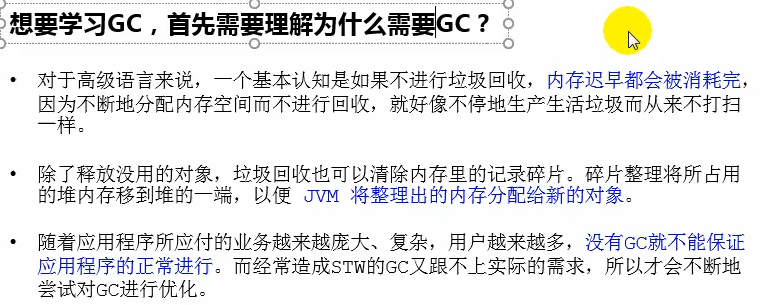 想要学习GC，首先需要理解为什么需要GC？
• 对于高级语言来说，一个基本认知是如果不进行垃圾回收，内存迟早都会被消耗完，
因为不断地分配内存空间而不进行回收，就好像不停地生产生活垃圾而从来不打扫
一样。
• 除了释放没用的对象，垃圾回收也可以清除内存里的记录碎片。碎片整理将所占用
的堆内存移到堆的一端，以便 JVM 将整理出的内存分配给新的对象。
• 随着应用程序所应付的业务越来越庞大、复杂，用户越来越多，没有GC就不能保证
应用程序的正常进行。而经常造成STW的GC又跟不上实际的需求，所以才会不断地
尝试对GC进行优化。